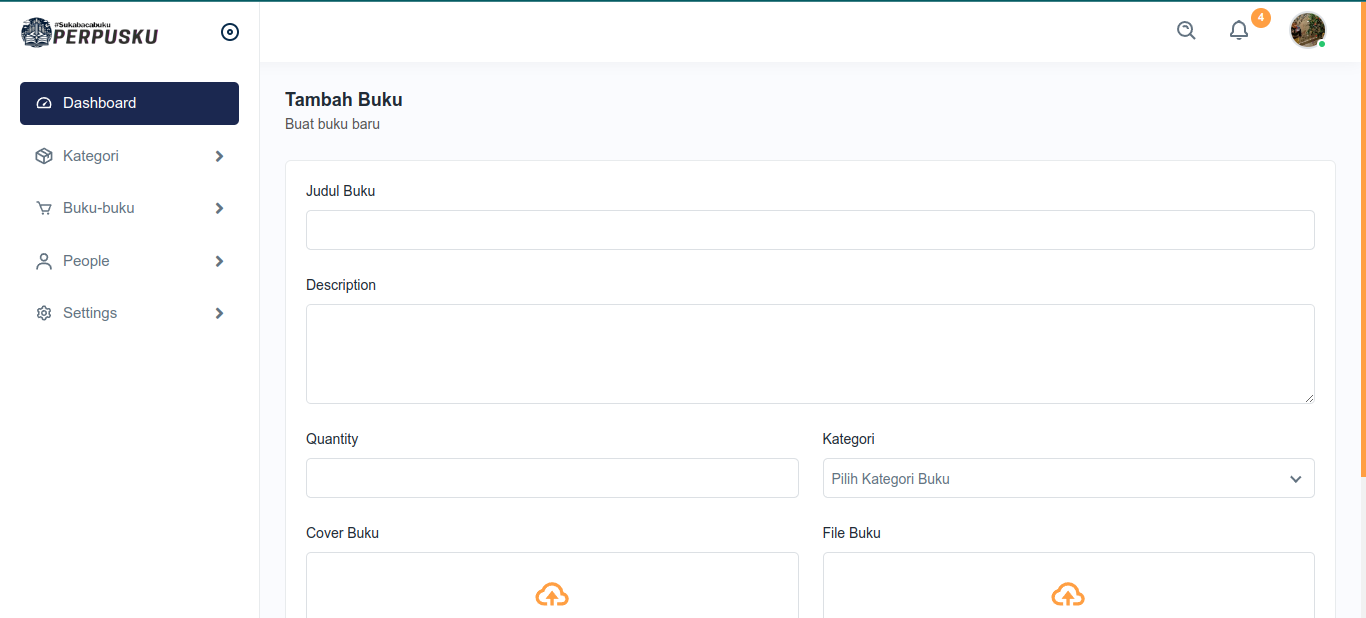 #Sukabacabuku
PERPUSKU
4
Dashboard
Kategori
Buku-buku
People
Settings
Tambah Buku
Buat buku baru
Judul Buku
Description
Quantity
Kategori
Pilih Kategori Buku
Cover Buku
File Buku